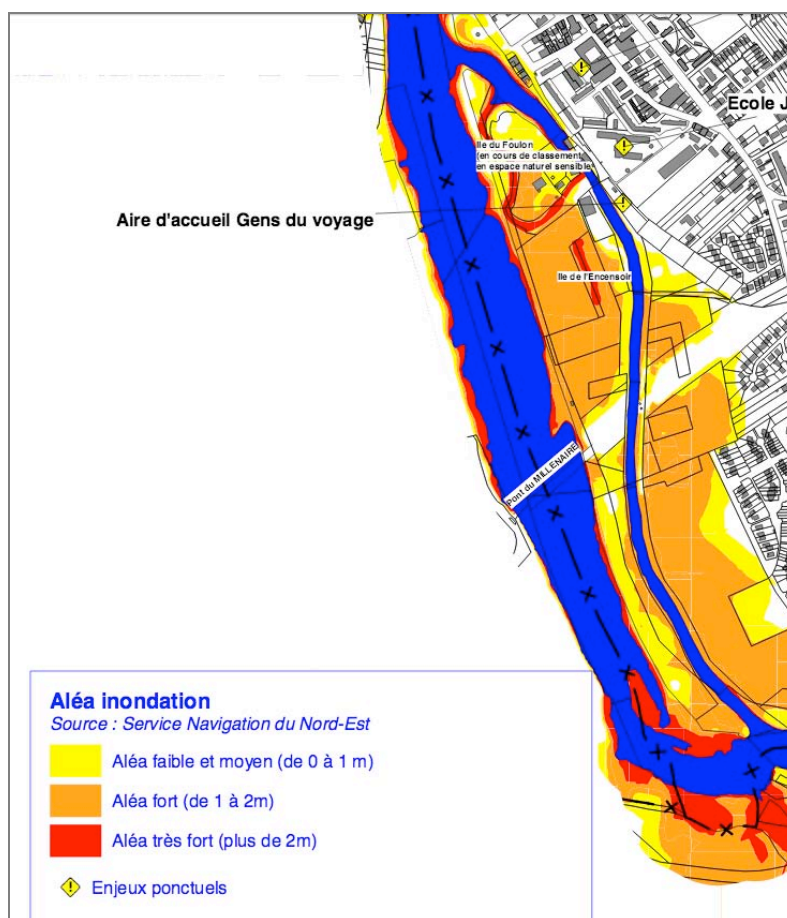 Ecole J
Ile du Foulon
(en cours de classement
en espace naturel sensible
Aire d'accueil Gens du voyage
Ile de l'Encensoir
Pont du MILLENAIRE
Aléa inondation
Source : Service Navigation du Nord-Est
Aléa faible et moyen (de 0 à 1 m)
Aléa fort (de 1 à 2m)
Aléa très fort (plus de 2m)
Enjeux ponctuels